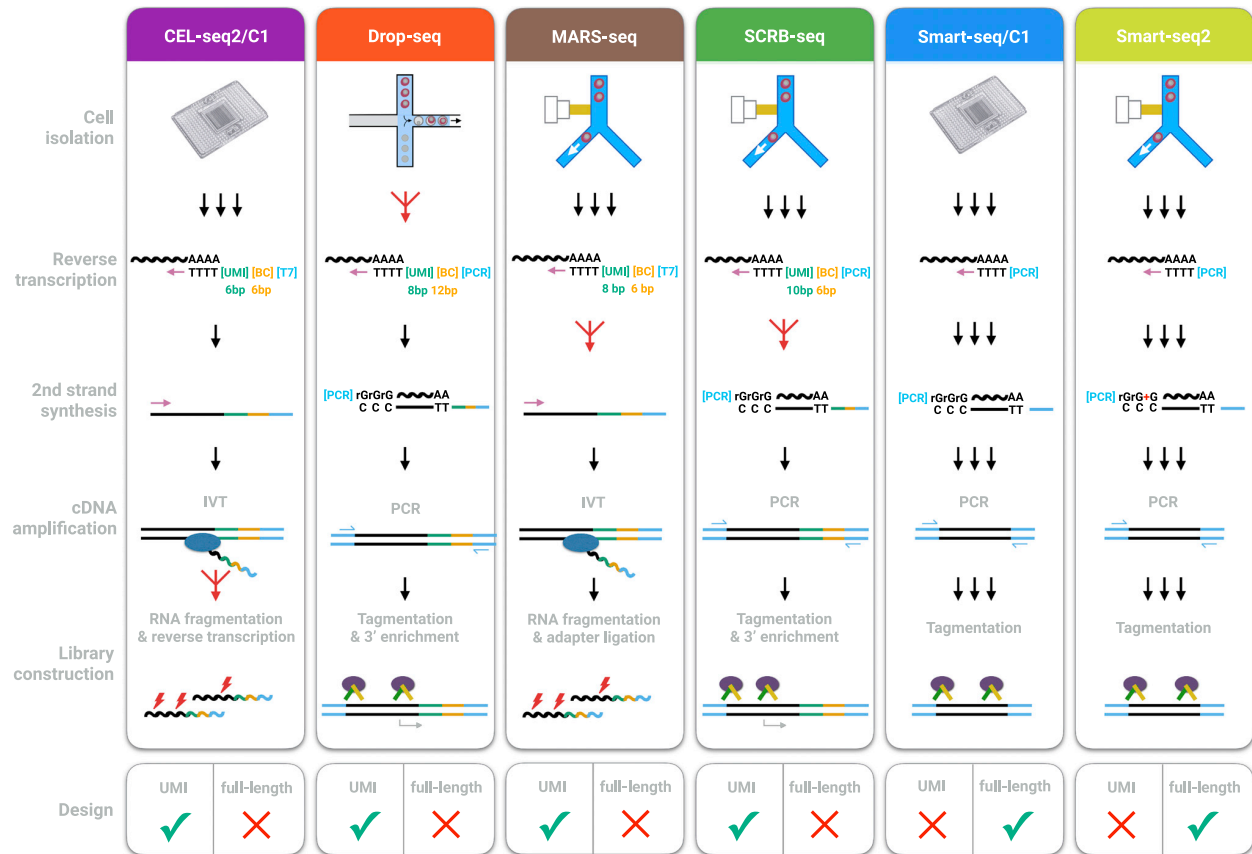 CEL-seq2/C1
Drop-seq
MARS-seq
SCRB-seq
Smart-seq/C1
Smart-seq2
Cell
isolation
Reverse
transcription
AAAA
TTTT [UMI] [BC] [T7]
6bp 6bp
AAAA
TTTT [UMI] [BC] [PCR]
8bp 12bp
AAAA
TTTT [UMI] [BC] [T7]
8 bp 6 bp
AAAA
TTTT [UMI] [BC] [PCR]
10bp 6bp
AAAA
TTTT [PCR]
AAAA
TTTT [PCR]
2nd strand
synthesis
[PCR] rGrGrG AA
C C C TT
[PCR] rGrGrG AA
C C C TT
[PCR] rGrGrG AA
C C C TT
[PCR] rGrG+G AA
C C C TT
cDNA
amplification
IVT
PCR
IVT
PCR
PCR
PCR
Library
construction
RNA fragmentation
& reverse transcription
Tagmentation
& 3’ enrichment
RNA fragmentation
& adapter ligation
Tagmentation
& 3’ enrichment
Tagmentation
Tagmentation
Design
UMI full-length
UMI full-length
UMI full-length
UMI full-length
UMI full-length
UMI full-length